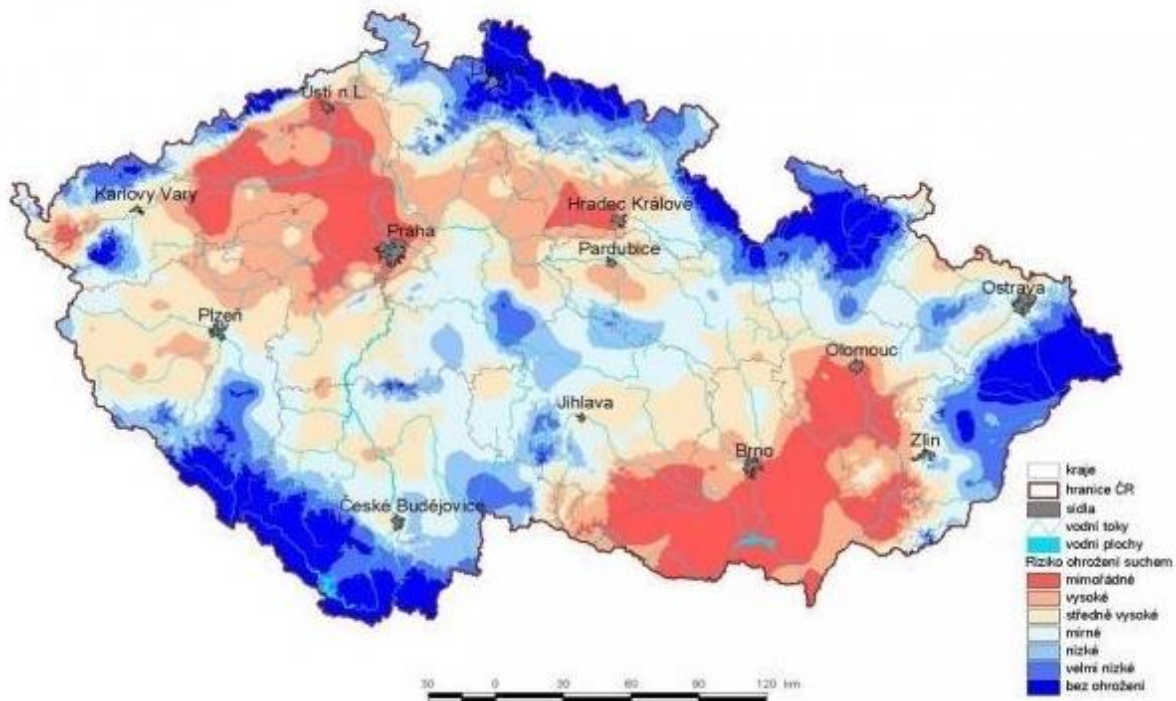 Ústí n.L.
Karlovy Vary
Praha
Hradec Králové
Pardubice
Plzeň
Ostrava
Olomouc
Jihlava
Brno
Zlín
České Budějovice
kraje
hranice ČR
sídla
vodní toky
vodní plochy
Riziko ohrožení suchem
mimořádné
vysoké
středně vysoké
mírné
nízké
velmi nízké
bez ohrožení
30 0 30 60 90 120 km